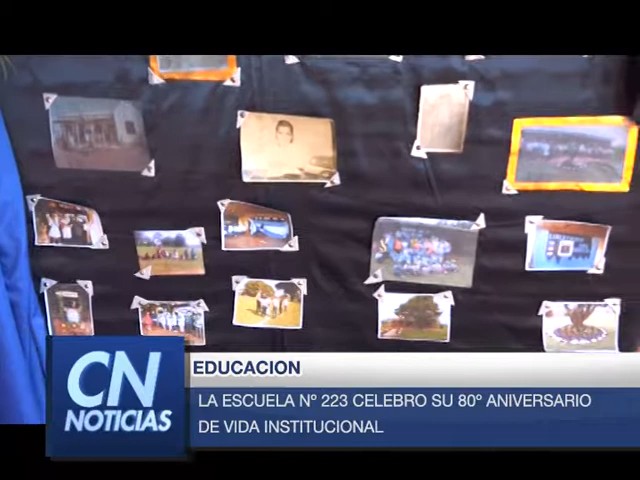 EDUCACION
CN
NOTICIAS
LA ESCUELA Nº 223 CELEBRO SU 80º ANIVERSARIO
DE VIDA INSTITUCIONAL